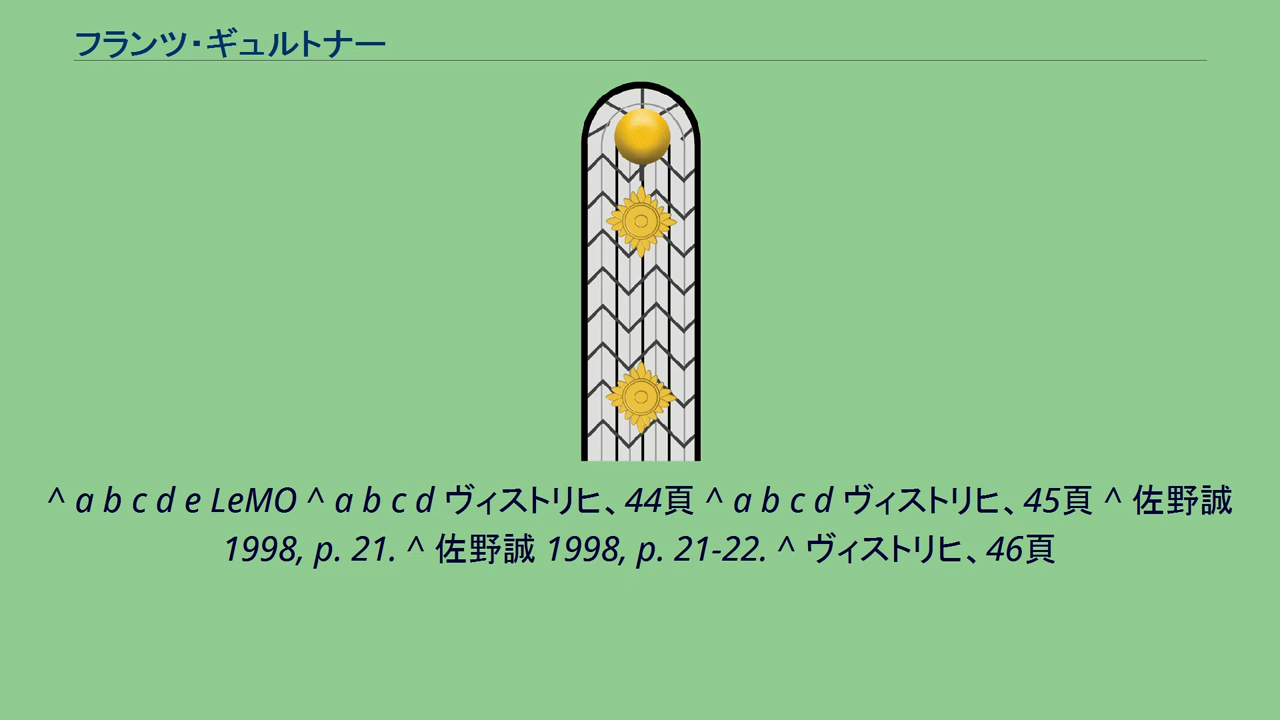 フランツ・ギュルトナー
^ a b c d e LeMO ^ a b c d ヴィストリヒ、44頁 ^ a b c d ヴィストリヒ、45頁 ^ 佐野誠
1998, p. 21. ^ 佐野誠 1998, p. 21-22. ^ ヴィストリヒ、46頁